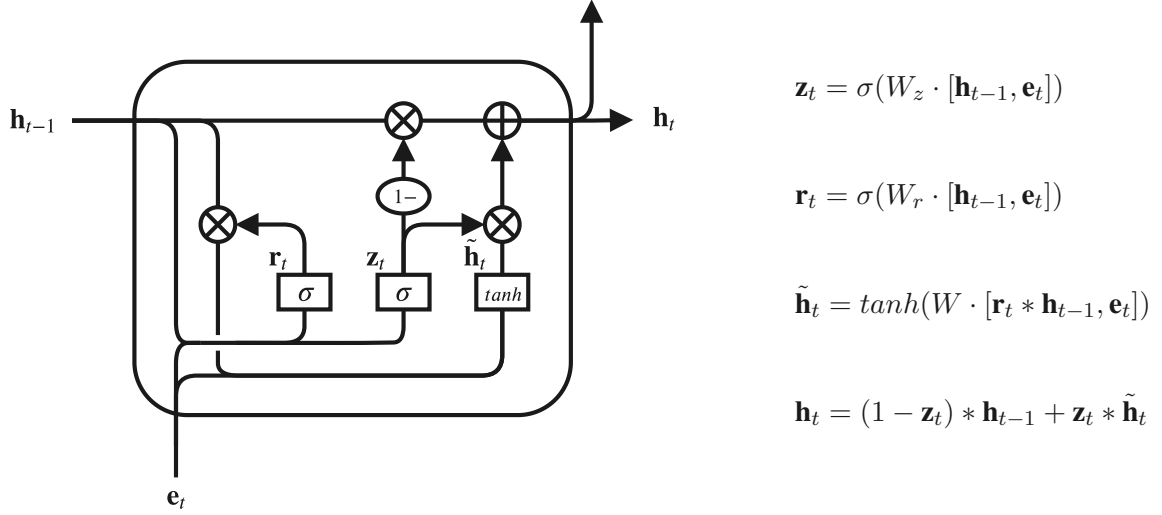 h_{t−1}
h_t
1−
r_t
z_t
h̃_t
σ
σ
tanh
e_t
z_t = σ(W_z · [h_{t−1}, e_t])
r_t = σ(W_r · [h_{t−1}, e_t])
h̃_t = tanh(W · [r_t * h_{t−1}, e_t])
h_t = (1 − z_t) * h_{t−1} + z_t * h̃_t